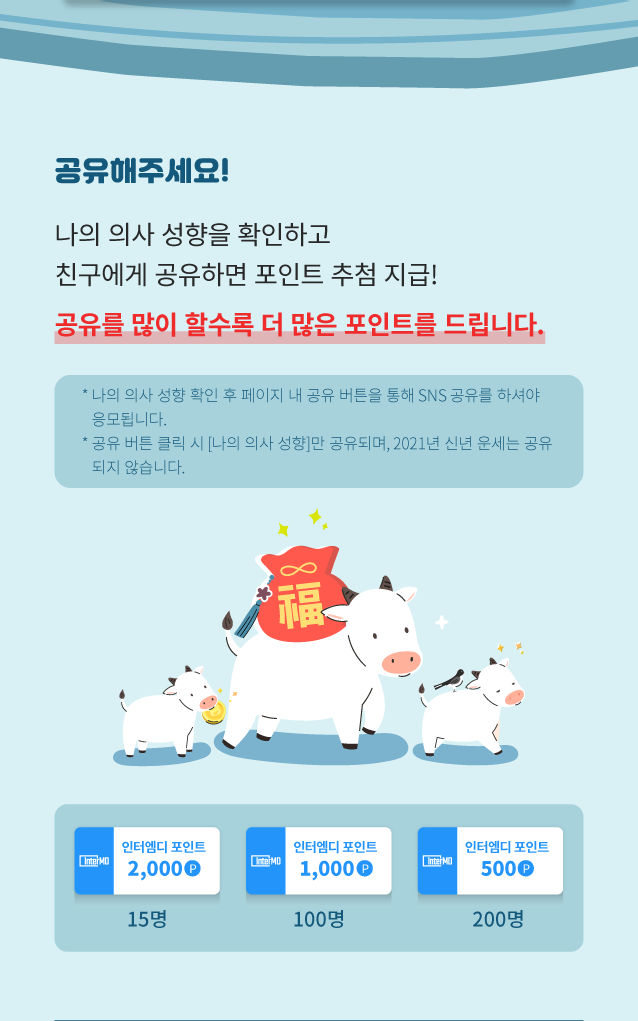 공유해주세요!
나의 의사 성향을 확인하고
친구에게 공유하면 포인트 추첨 지급!
공유를 많이 할수록 더 많은 포인트를 드립니다.
* 나의 의사 성향 확인 후 페이지 내 공유 버튼을 통해 SNS 공유를 하셔야
응모됩니다.
* 공유 버튼 클릭 시 [나의 의사 성향]만 공유되며, 2021년 신년 운세는 공유
되지 않습니다.
福
InterMD
인터엠디 포인트
2,000 P
15명
InterMD
인터엠디 포인트
1,000 P
100명
InterMD
인터엠디 포인트
500 P
200명